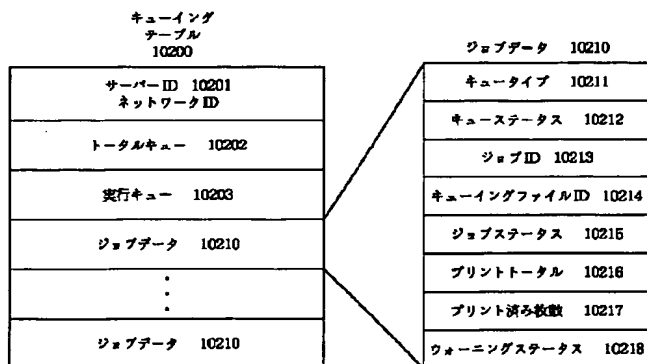 キューイング
テーブル
10200
サーバーID 10201
ネットワークID
トータルキュー 10202
実行キュー 10203
ジョブデータ 10210
ジョブデータ 10210
ジョブデータ 10210
キュータイプ 10211
キューステータス 10212
ジョブID 10213
キューイングファイルID 10214
ジョブステータス 10215
プリントトータル 10216
プリント済み枚数 10217
ウォーニングステータス 10218